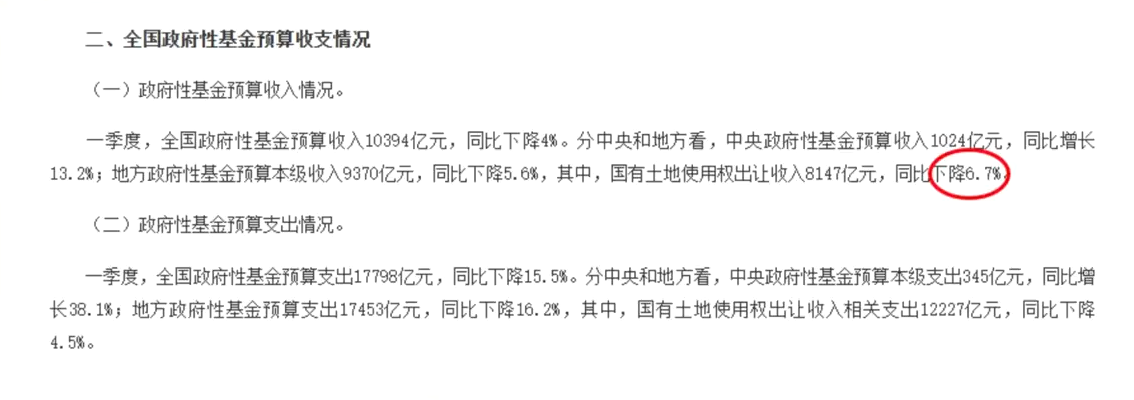 二、全国政府性基金预算收支情况
（一）政府性基金预算收入情况。
一季度，全国政府性基金预算收入10394亿元，同比下降4%。分中央和地方看，中央政府性基金预算收入1024亿元，同比增长
13.2%；地方政府性基金预算本级收入9370亿元，同比下降5.6%，其中，国有土地使用权出让收入8147亿元，同比下降6.7%。
（二）政府性基金预算支出情况。
一季度，全国政府性基金预算支出17798亿元，同比下降15.5%。分中央和地方看，中央政府性基金预算本级支出345亿元，同比增
长38.1%；地方政府性基金预算支出17453亿元，同比下降16.2%，其中，国有土地使用权出让收入相关支出12227亿元，同比下降
4.5%。